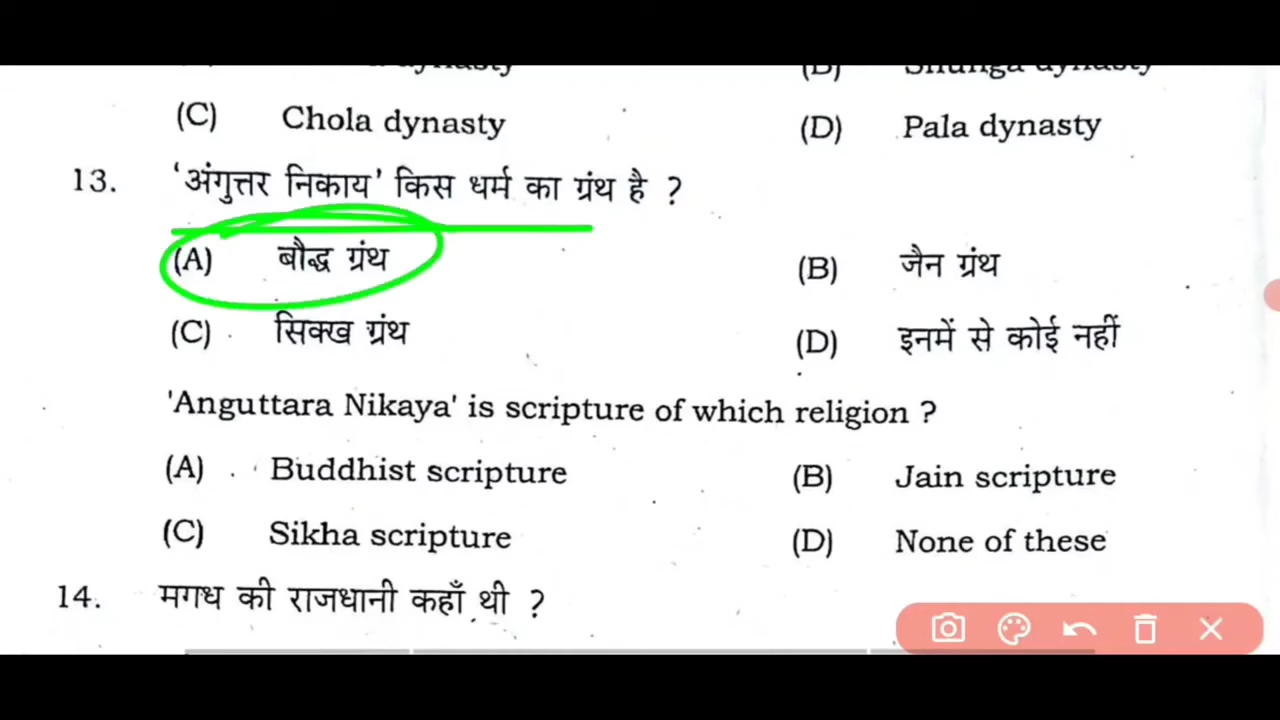 (C) Chola dynasty (D) Pala dynasty
13. 'अंगुत्तर निकाय' किस धर्म का ग्रंथ है ?
(A) बौद्ध ग्रंथ (B) जैन ग्रंथ
(C) सिक्ख ग्रंथ (D) इनमें से कोई नहीं
'Anguttara Nikaya' is scripture of which religion ?
(A) Buddhist scripture (B) Jain scripture
(C) Sikha scripture (D) None of these
14. मगध की राजधानी कहाँ थी ?